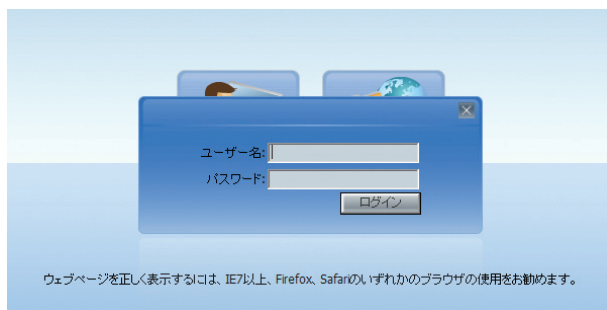 ユーザー名:
パスワード:
ログイン
ウェブページを正しく表示するには、IE7以上、Firefox、Safariのいずれかのブラウザの使用をお勧めます。